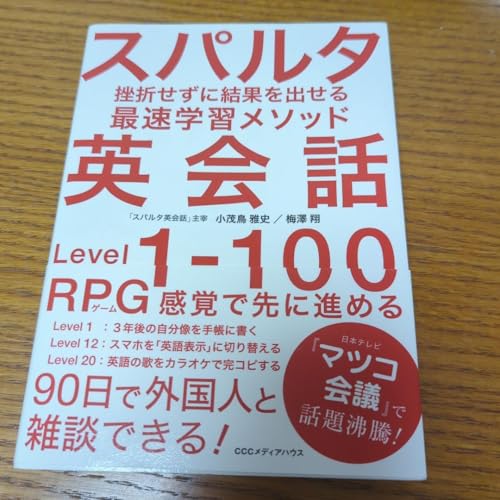 スパルタ
挫折せずに結果を出せる
最速学習メソッド
英会話
「スパルタ英会話」主宰 小茂鳥 雅史／梅澤 翔
Level 1-100
RPG ゲーム 感覚で先に進める
Level 1 ：３年後の自分像を手帳に書く
Level 12：スマホを「英語表示」に切り替える
Level 20：英語の歌をカラオケで完コピする
90日で外国人と
雑談できる！
日本テレビ
『マツコ
会議』で
話題沸騰！
CCCメディアハウス